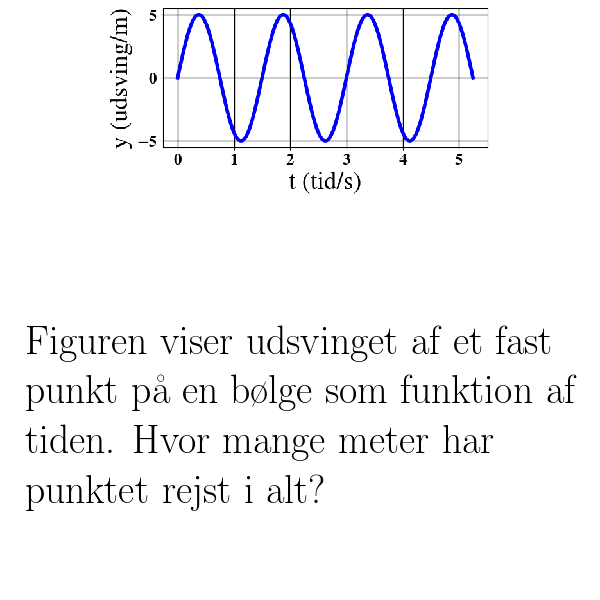 y (udsving/m)
5
0
−5
0 1 2 3 4 5
t (tid/s)
Figuren viser udsvinget af et fast
punkt på en bølge som funktion af
tiden. Hvor mange meter har
punktet rejst i alt?